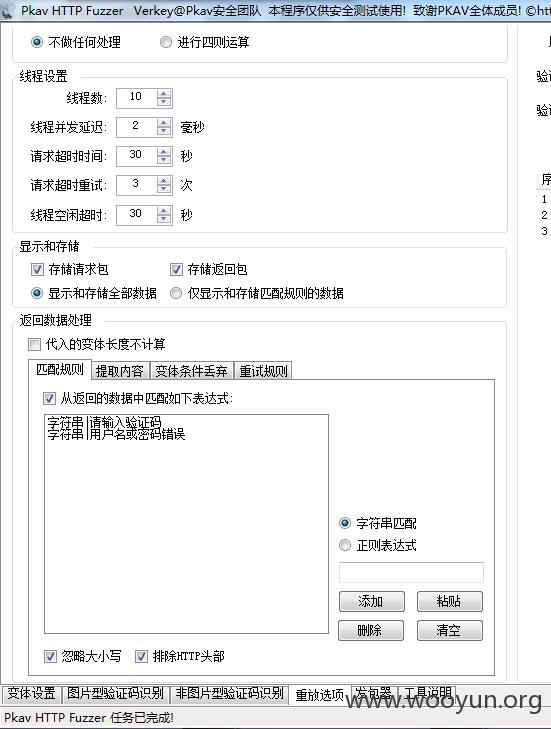 Pkav HTTP Fuzzer Verkey@Pkav安全团队 本程序仅供安全测试使用! 致谢PKAV全体成员! ©htt
不做任何处理 进行四则运算
线程设置
线程数: 10
线程并发延迟: 2 毫秒
请求超时时间: 30 秒
请求超时重试: 3 次
线程空闲超时: 30 秒
显示和存储
存储请求包 存储返回包
显示和存储全部数据 仅显示和存储匹配规则的数据
返回数据处理
代入的变体长度不计算
匹配规则 提取内容 变体条件丢弃 重试规则
从返回的数据中匹配如下表达式:
字符串|请输入验证码
字符串|用户名或密码错误
字符串匹配
正则表达式
添加 粘贴
删除 清空
忽略大小写 排除HTTP头部
变体设置 图片型验证码识别 非图片型验证码识别 重放选项 发包器 工具说明
www.wooyun.org
Pkav HTTP Fuzzer 任务已完成!
验
验
序
1
2
3